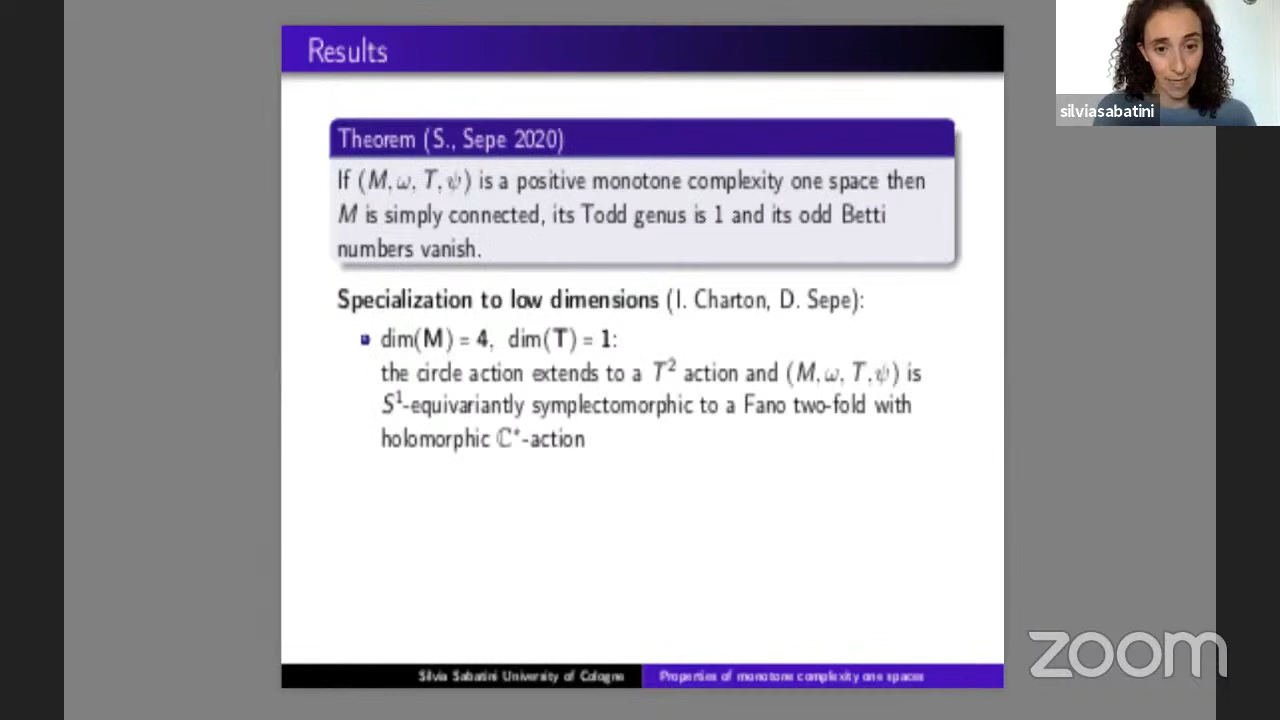 Results
silviasabatini
Theorem (S., Sepe 2020)
If (M, ω, T, ψ) is a positive monotone complexity one space then
M is simply connected, its Todd genus is 1 and its odd Betti
numbers vanish.
Specialization to low dimensions (I. Charton, D. Sepe):
dim(M) = 4, dim(T) = 1:
the circle action extends to a T² action and (M, ω, T, ψ) is
S¹-equivariantly symplectomorphic to a Fano two-fold with
holomorphic ℂ*-action
zoom
Silvia Sabatini University of Cologne
Properties of monotone complexity one spaces